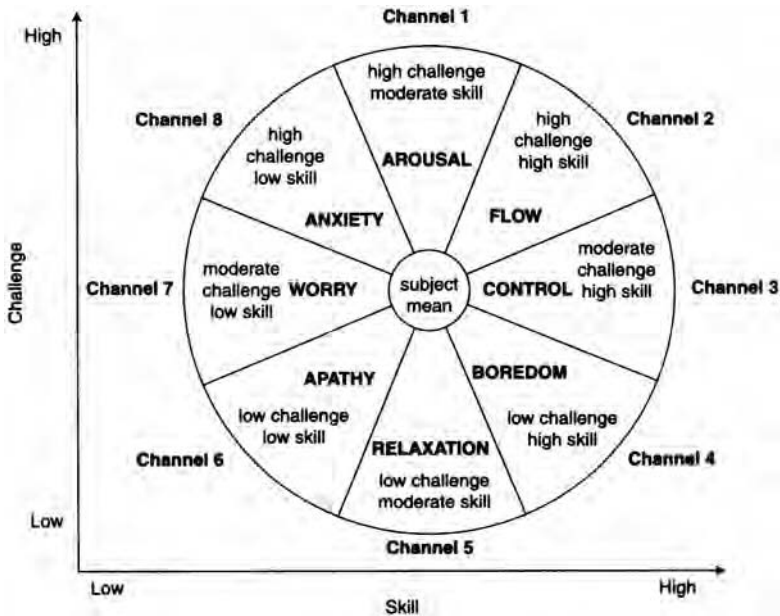 Channel 1
High
high challenge
moderate skill
AROUSAL
Channel 2
high
challenge
high skill
FLOW
Channel 8
high
challenge
low skill
ANXIETY
moderate
challenge
high skill
CONTROL
Channel 3
subject
mean
Channel 7
moderate
challenge
low skill
WORRY
Challenge
APATHY
low challenge
low skill
Channel 6
BOREDOM
low challenge
high skill
Channel 4
RELAXATION
low challenge
moderate skill
Channel 5
Low
Low
High
Skill